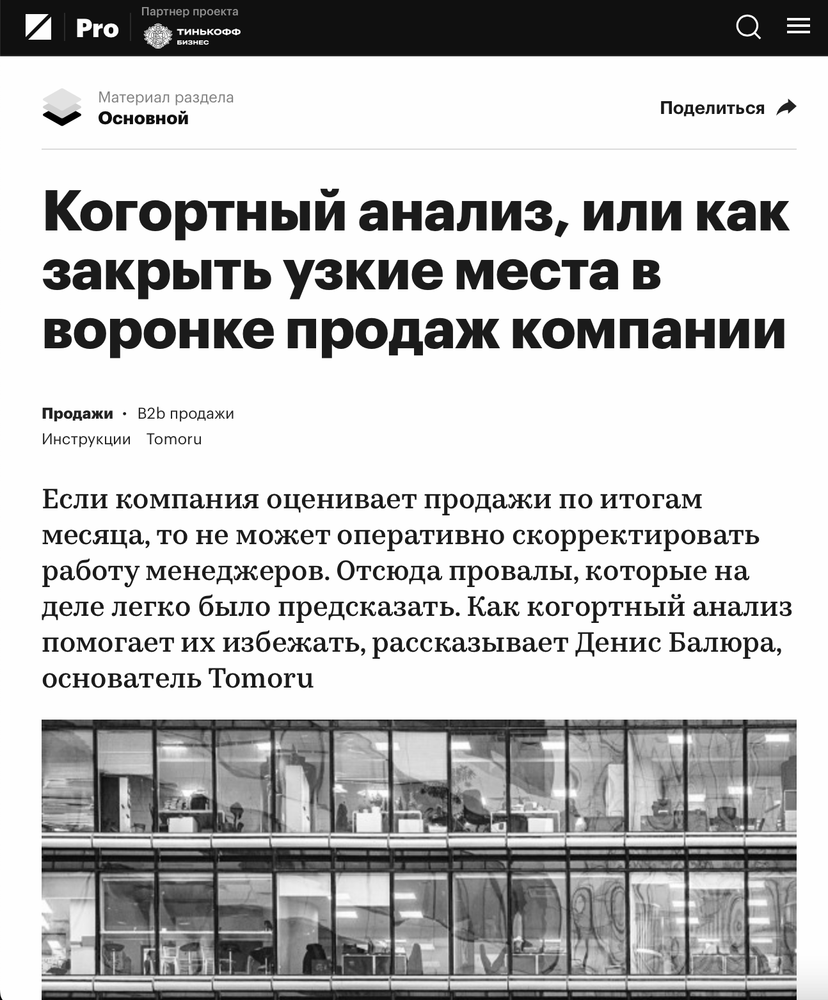 Pro
Партнер проекта
ТИНЬКОФФ
БИЗНЕС
Материал раздела
Основной
Поделиться
Когортный анализ, или как
закрыть узкие места в
воронке продаж компании
Продажи • B2b продажи
Инструкции Tomoru
Если компания оценивает продажи по итогам
месяца, то не может оперативно скорректировать
работу менеджеров. Отсюда провалы, которые на
деле легко было предсказать. Как когортный анализ
помогает их избежать, рассказывает Денис Балюра,
основатель Tomoru